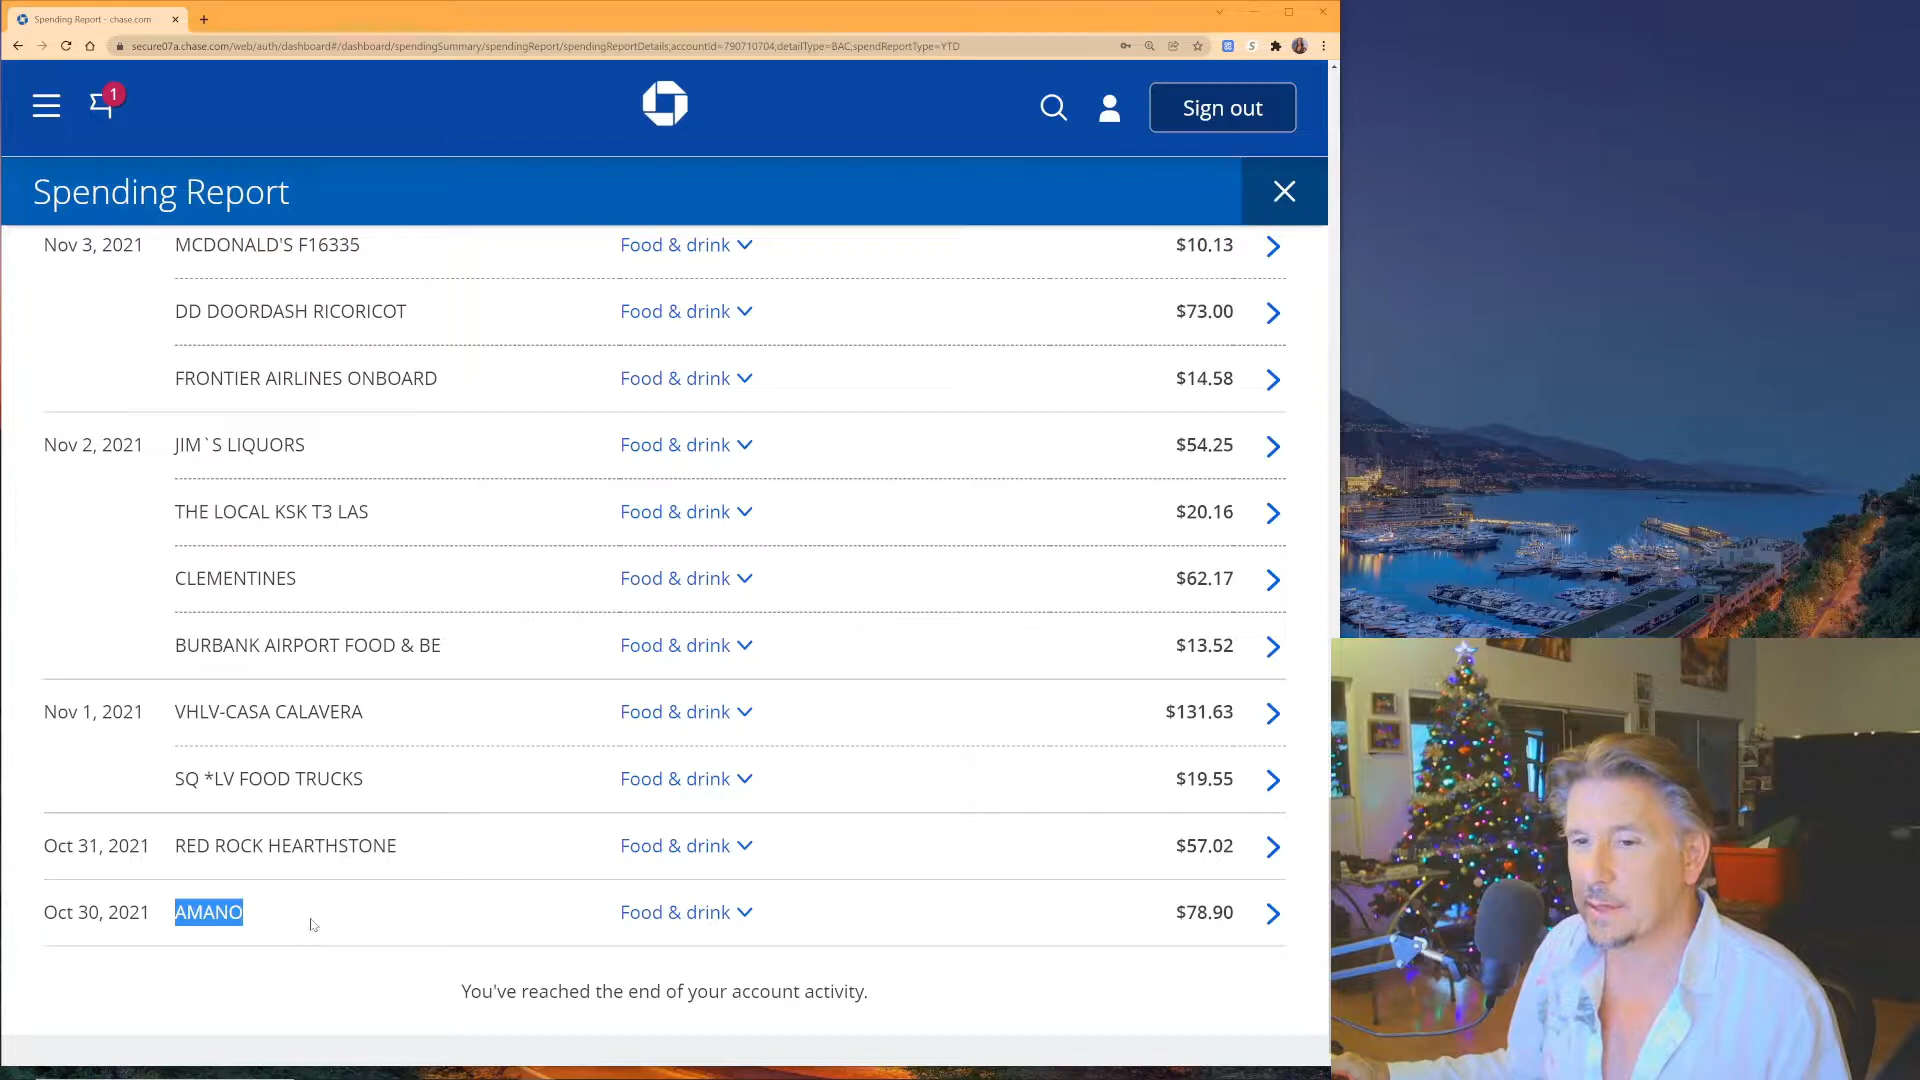 Spending Report - chase.com
secure07a.chase.com/web/auth/dashboard#/dashboard/spendingSummary/spendingReport/spendingReportDetails;accountId=790710704;detailType=BAC;spendReportType=YTD
1
Sign out
Spending Report
Nov 3, 2021 MCDONALD'S F16335 Food & drink $10.13
DD DOORDASH RICORICOT Food & drink $73.00
FRONTIER AIRLINES ONBOARD Food & drink $14.58
Nov 2, 2021 JIM`S LIQUORS Food & drink $54.25
THE LOCAL KSK T3 LAS Food & drink $20.16
CLEMENTINES Food & drink $62.17
BURBANK AIRPORT FOOD & BE Food & drink $13.52
Nov 1, 2021 VHLV-CASA CALAVERA Food & drink $131.63
SQ *LV FOOD TRUCKS Food & drink $19.55
Oct 31, 2021 RED ROCK HEARTHSTONE Food & drink $57.02
Oct 30, 2021 AMANO Food & drink $78.90
You've reached the end of your account activity.